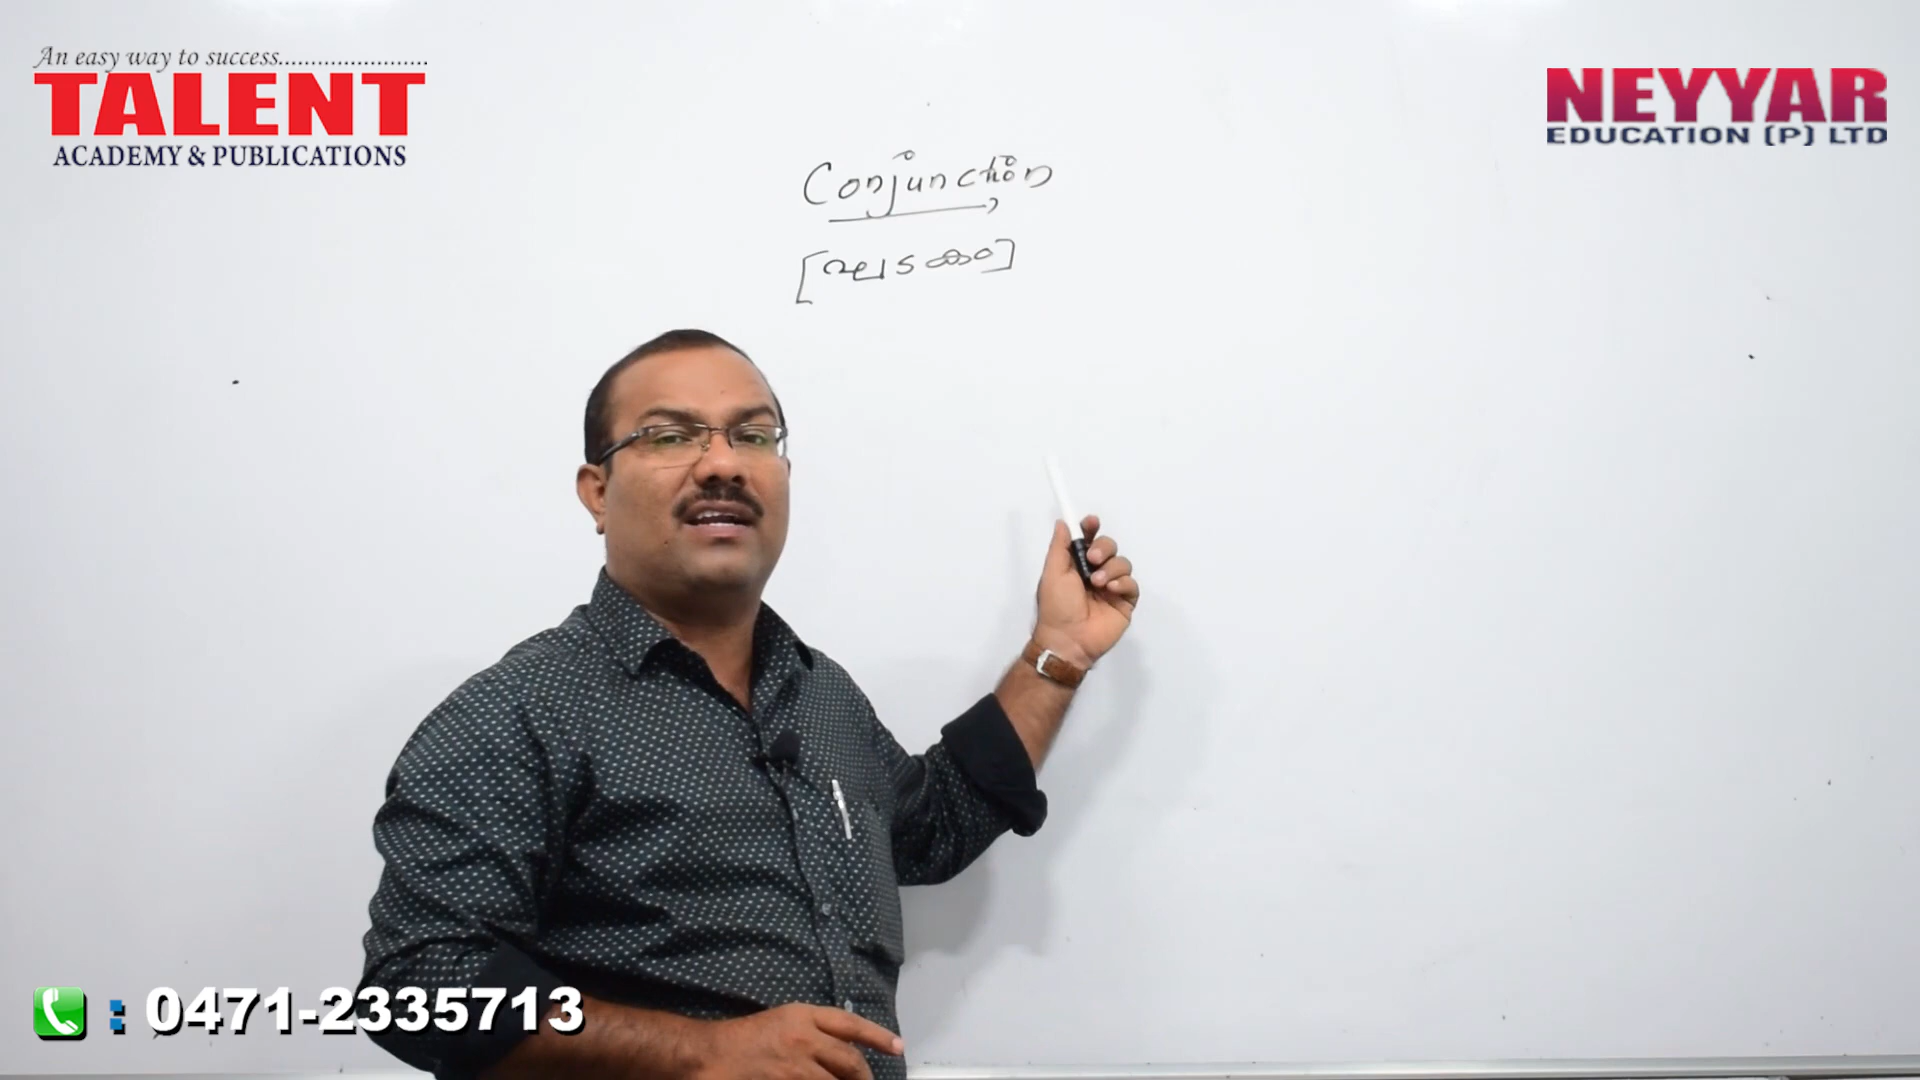 An easy way to success.......................
TALENT
ACADEMY & PUBLICATIONS
NEYYAR
EDUCATION (P) LTD
Conjunction
[ഘടകം]
: 0471-2335713